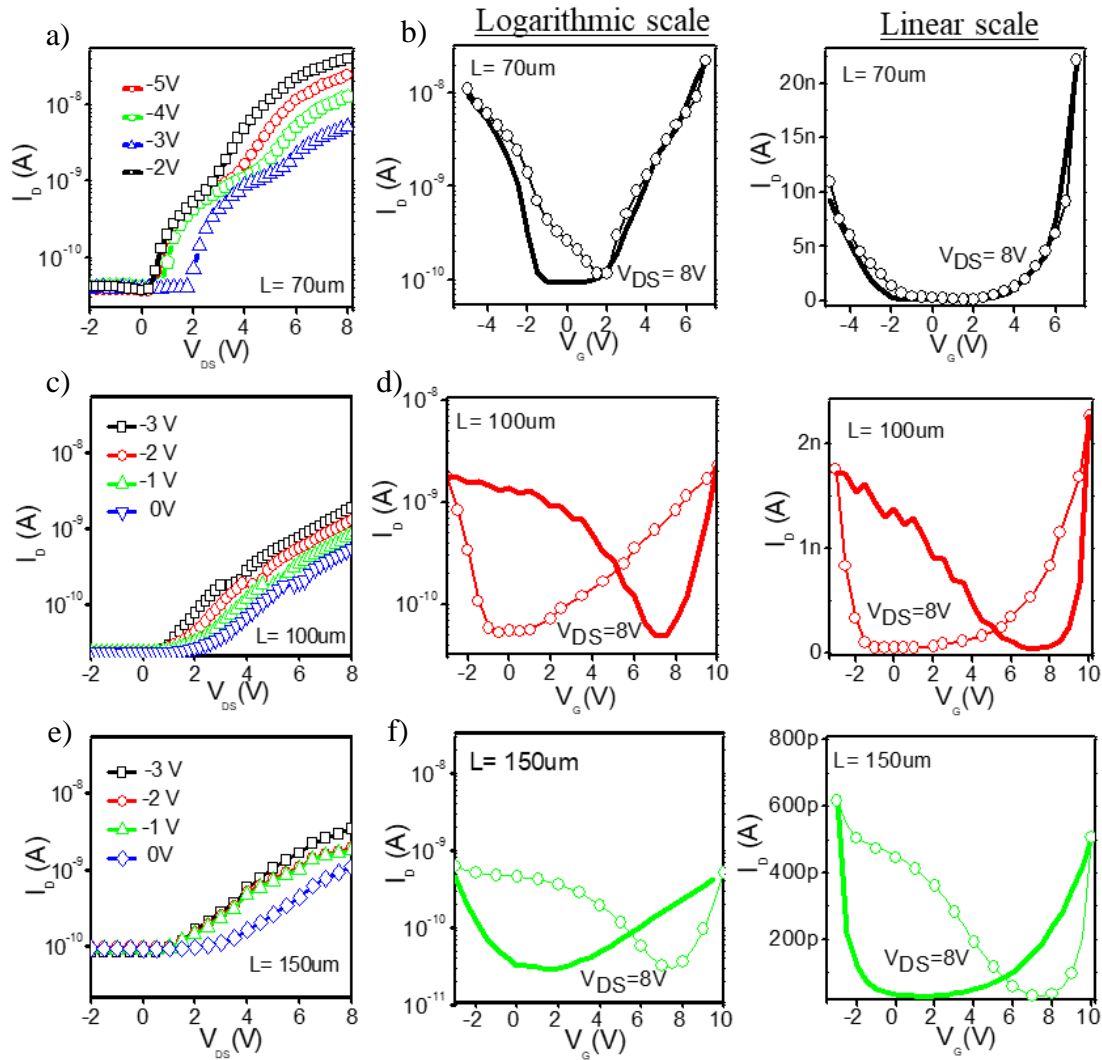 Logarithmic scale
Linear scale
a)
-5V
-4V
-3V
-2V
L= 70um
10⁻⁸
10⁻⁹
10⁻¹⁰
I_D (A)
-2 0 2 4 6 8
V_DS(V)
b)
L= 70um
10⁻⁸
10⁻⁹
10⁻¹⁰
I_D (A)
V_DS= 8V
-4 -2 0 2 4 6
V_G(V)
L= 70um
20n
15n
10n
5n
0
I_D (A)
V_DS= 8V
-4 -2 0 2 4 6
V_G(V)
c)
-3 V
-2 V
-1 V
0V
L= 100um
10⁻⁸
10⁻⁹
10⁻¹⁰
I_D (A)
-2 0 2 4 6 8
V_DS(V)
d)
L= 100um
10⁻⁸
10⁻⁹
10⁻¹⁰
I_D (A)
V_DS=8V
-2 0 2 4 6 8 10
V_G(V)
L= 100um
2n
1n
0
I_D (A)
V_DS=8V
-2 0 2 4 6 8 10
V_G(V)
e)
-3 V
-2 V
-1 V
0V
L= 150um
10⁻⁸
10⁻⁹
10⁻¹⁰
I_D (A)
-2 0 2 4 6 8
V_DS(V)
f)
L= 150um
10⁻⁸
10⁻⁹
10⁻¹⁰
10⁻¹¹
I_D (A)
V_DS=8V
-2 0 2 4 6 8 10
V_G(V)
800p
L= 150um
600p
400p
200p
I_D (A)
V_DS=8V
-2 0 2 4 6 8 10
V_G(V)